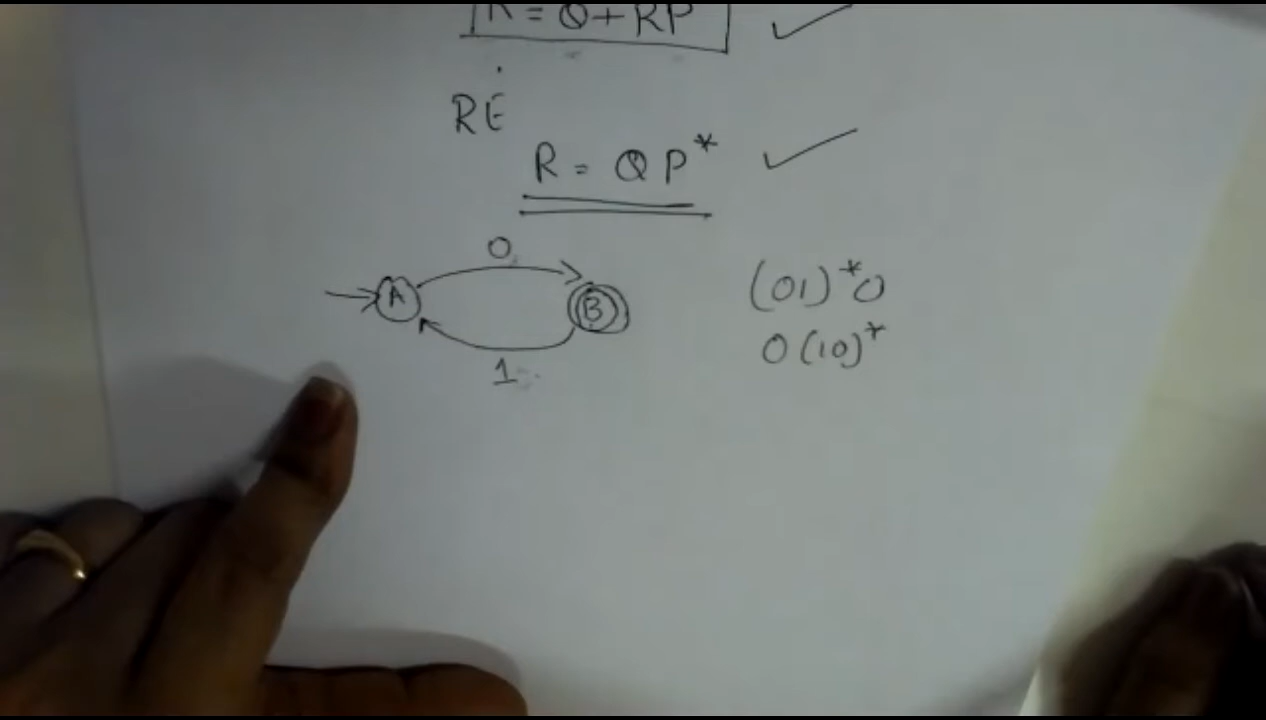 R = Q + RP
RE
R = QP*
0
A
B
1
(01)*0
0(10)*